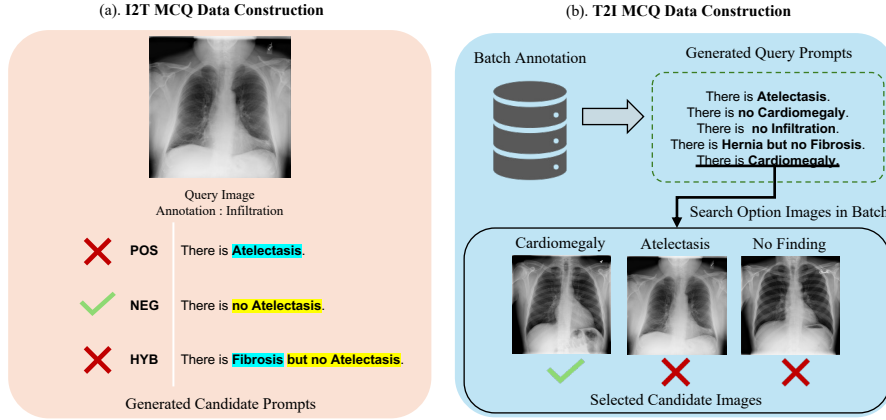 (a). I2T MCQ Data Construction
Query Image
Annotation : Infiltration
POS There is Atelectasis.
NEG There is no Atelectasis.
HYB There is Fibrosis but no Atelectasis.
Generated Candidate Prompts
(b). T2I MCQ Data Construction
Batch Annotation
Generated Query Prompts
There is Atelectasis.
There is no Cardiomegaly.
There is no Infiltration.
There is Hernia but no Fibrosis.
There is Cardiomegaly.
Search Option Images in Batch
Cardiomegaly Atelectasis No Finding
Selected Candidate Images